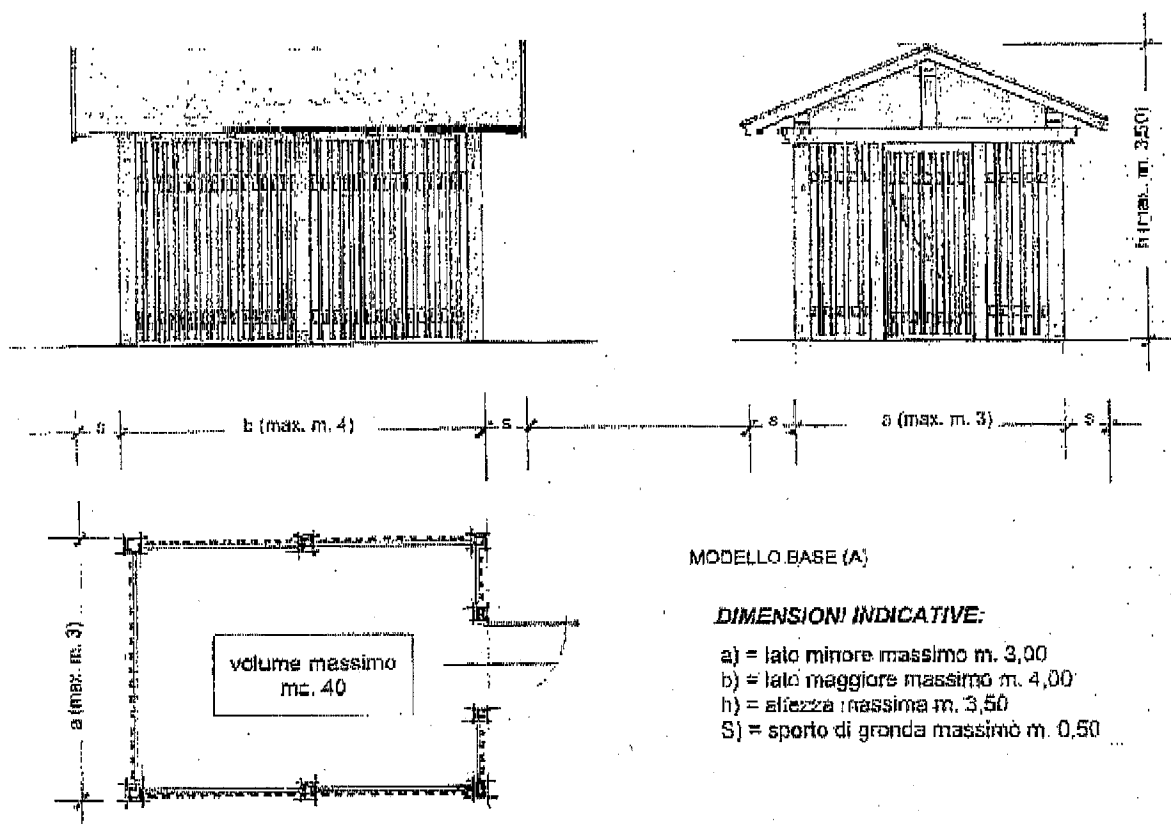 h (max. m. 3,50)
s
b (max. m. 4)
s
s
a (max. m. 3)
s
a (max. m. 3)
volume massimo
mc. 40
MODELLO BASE (A)
DIMENSIONI INDICATIVE:
a) = lato minore massimo m. 3,00
b) = lato maggiore massimo m. 4,00
h) = altezza massima m. 3,50
S) = sporto di gronda massimo m. 0,50